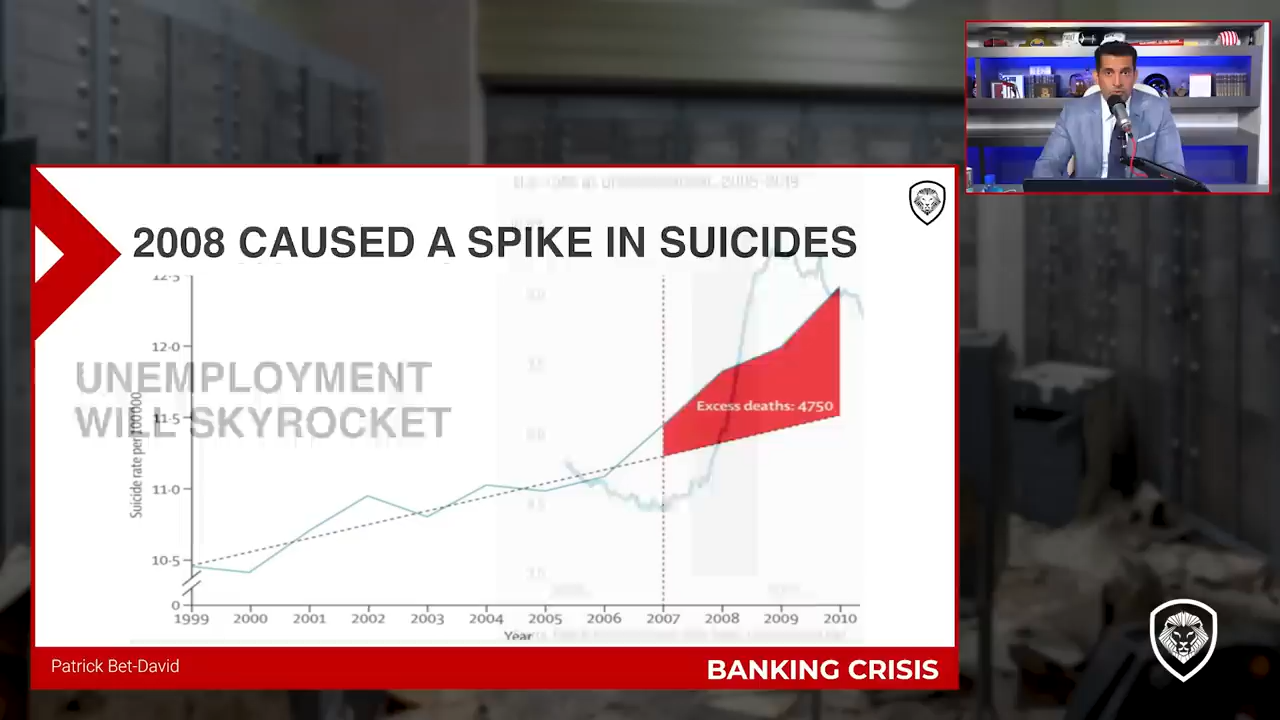 2008 CAUSED A SPIKE IN SUICIDES
12·5
12·0
UNEMPLOYMENT
WILL SKYROCKET
11·5
Excess deaths: 4750
Suicide rate per 100 000
11·0
10·5
0
1999 2000 2001 2002 2003 2004 2005 2006 2007 2008 2009 2010
Year
Patrick Bet-David
BANKING CRISIS